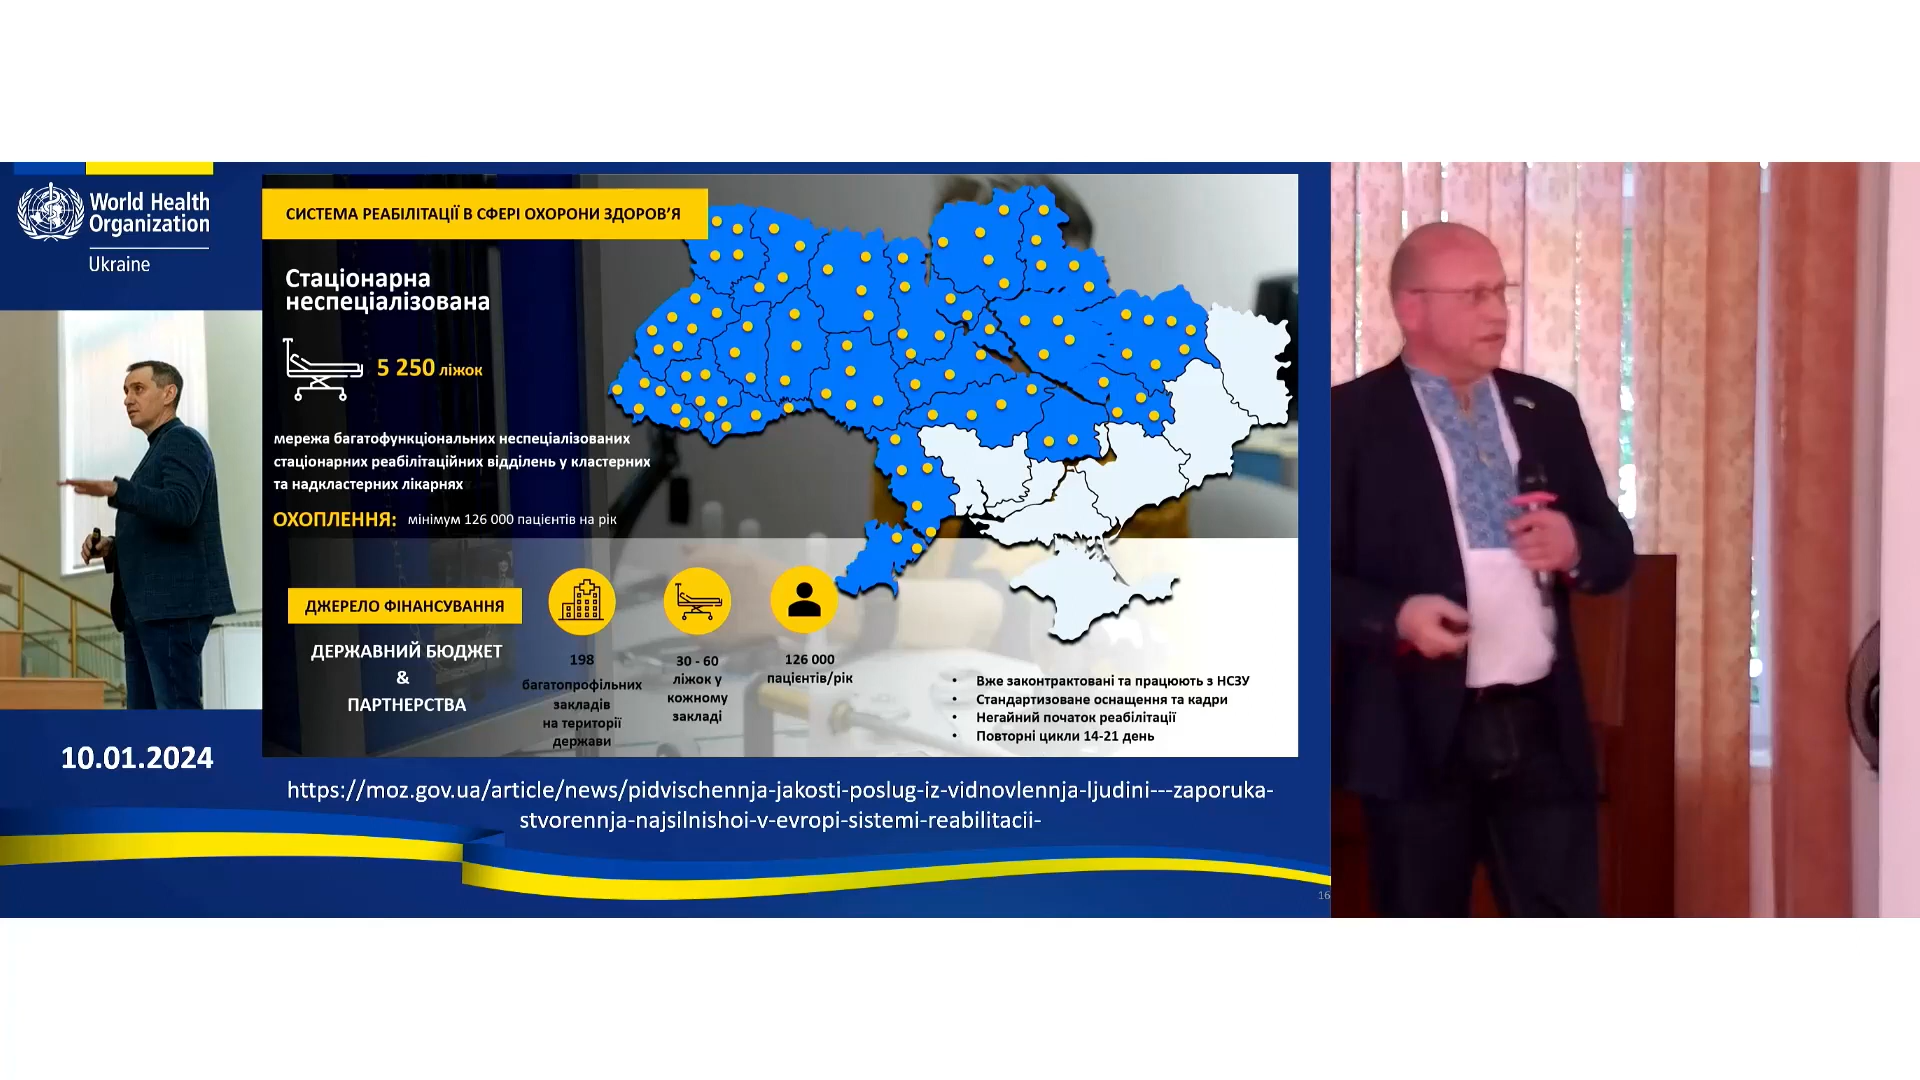 World Health
Organization
Ukraine
СИСТЕМА РЕАБІЛІТАЦІЇ В СФЕРІ ОХОРОНИ ЗДОРОВ’Я
Стаціонарна
неспеціалізована
5 250 ліжок
мережа багатофункціональних неспеціалізованих
стаціонарних реабілітаційних відділень у кластерних
та надкластерних лікарнях
ОХОПЛЕННЯ: мінімум 126 000 пацієнтів на рік
ДЖЕРЕЛО ФІНАНСУВАННЯ
ДЕРЖАВНИЙ БЮДЖЕТ
&
ПАРТНЕРСТВА
198
багатопрофільних
закладів
на території
держави
30 - 60
ліжок у
кожному
закладі
126 000
пацієнтів/рік
• Вже законтрактовані та працюють з НСЗУ
• Стандартизоване оснащення та кадри
• Негайний початок реабілітації
• Повторні цикли 14-21 день
10.01.2024
https://moz.gov.ua/article/news/pidvischennja-jakosti-poslug-iz-vidnovlennja-ljudini---zaporuka-
stvorennja-najsilnishoi-v-evropi-sistemi-reabilitacii-
16